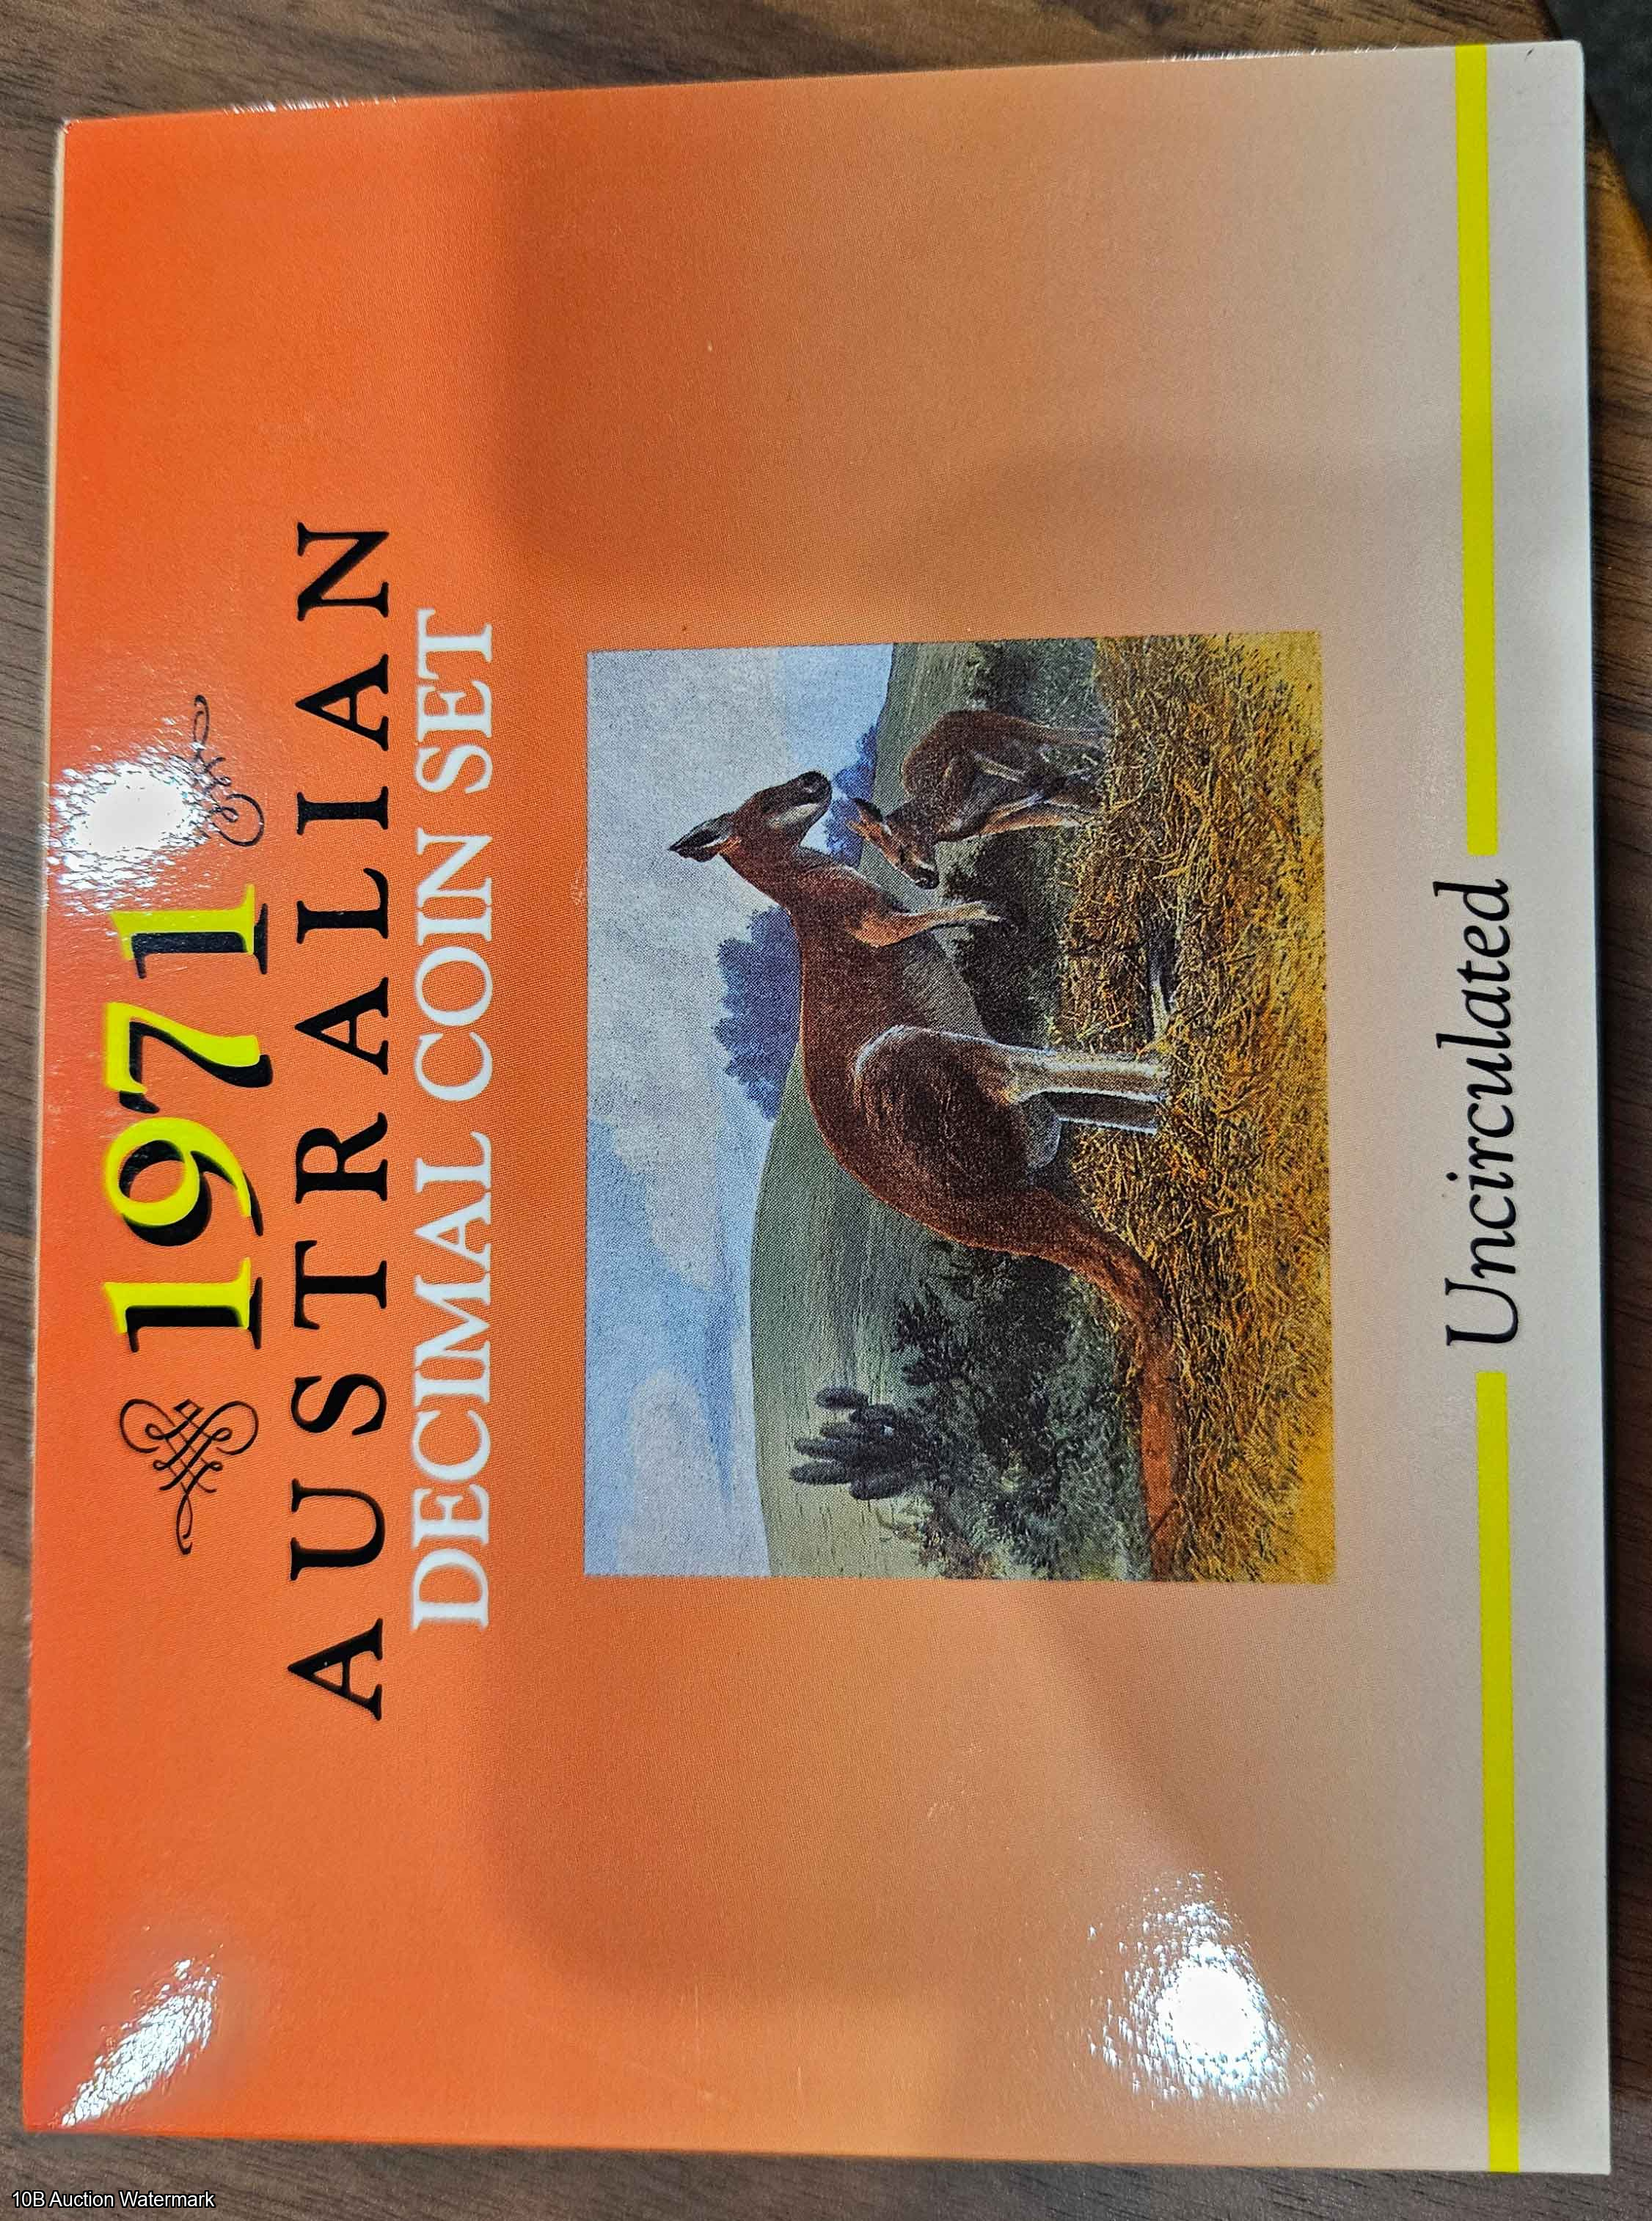 1971
AUSTRALIAN
DECIMAL COIN SET
Uncirculated
10B Auction Watermark